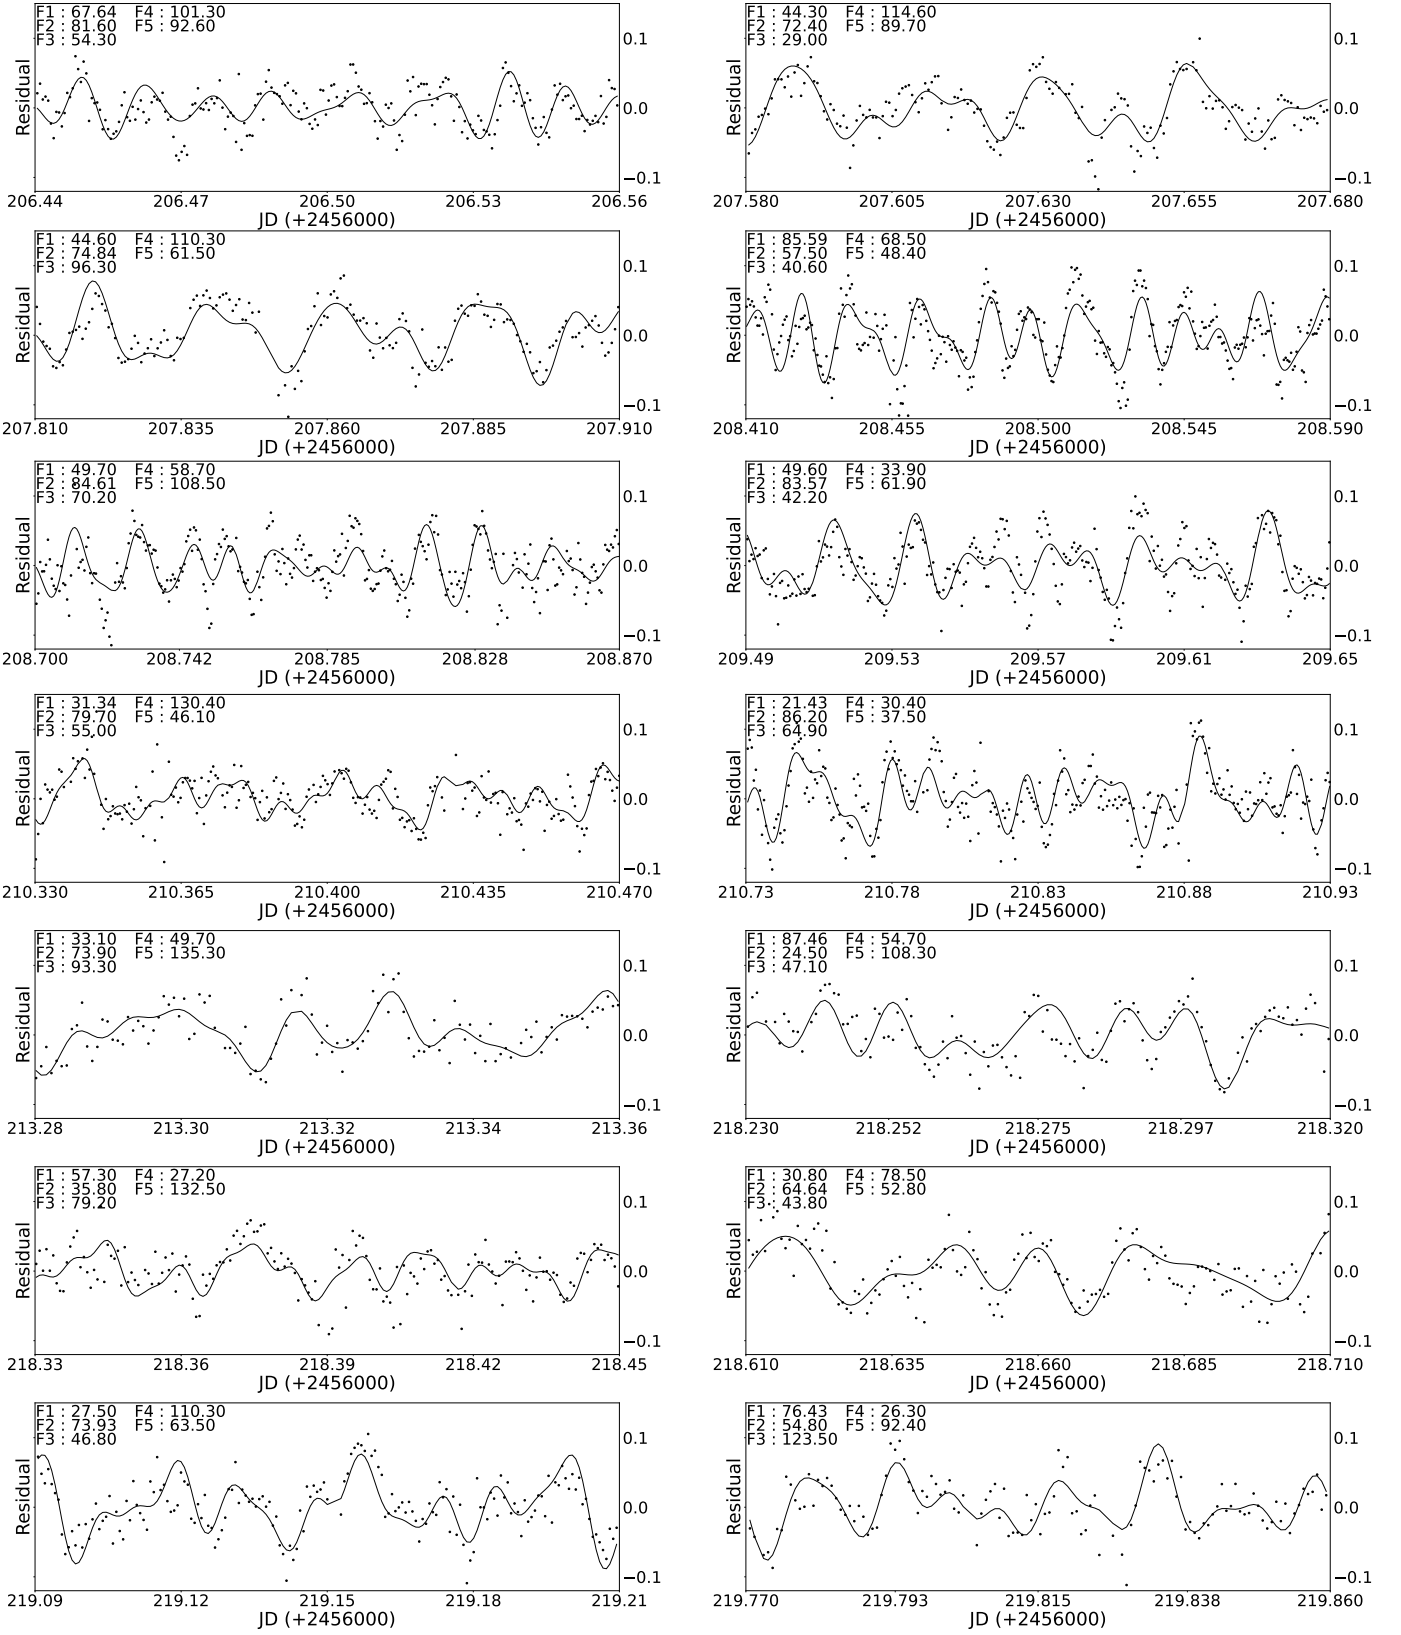 F1 : 67.64 F4 : 101.30
F2 : 81.60 F5 : 92.60
F3 : 54.30
0.1
0.0
−0.1
Residual
206.44 206.47 206.50 206.53 206.56
JD (+2456000)
F1 : 44.30 F4 : 114.60
F2 : 72.40 F5 : 89.70
F3 : 29.00
0.1
0.0
−0.1
Residual
207.580 207.605 207.630 207.655 207.680
JD (+2456000)
F1 : 44.60 F4 : 110.30
F2 : 74.84 F5 : 61.50
F3 : 96.30
0.1
0.0
−0.1
Residual
207.810 207.835 207.860 207.885 207.910
JD (+2456000)
F1 : 85.59 F4 : 68.50
F2 : 57.50 F5 : 48.40
F3 : 40.60
0.1
0.0
−0.1
Residual
208.410 208.455 208.500 208.545 208.590
JD (+2456000)
F1 : 49.70 F4 : 58.70
F2 : 84.61 F5 : 108.50
F3 : 70.20
0.1
0.0
−0.1
Residual
208.700 208.742 208.785 208.828 208.870
JD (+2456000)
F1 : 49.60 F4 : 33.90
F2 : 83.57 F5 : 61.90
F3 : 42.20
0.1
0.0
−0.1
Residual
209.49 209.53 209.57 209.61 209.65
JD (+2456000)
F1 : 31.34 F4 : 130.40
F2 : 79.70 F5 : 46.10
F3 : 55.00
0.1
0.0
−0.1
Residual
210.330 210.365 210.400 210.435 210.470
JD (+2456000)
F1 : 21.43 F4 : 30.40
F2 : 86.20 F5 : 37.50
F3 : 64.90
0.1
0.0
−0.1
Residual
210.73 210.78 210.83 210.88 210.93
JD (+2456000)
F1 : 33.10 F4 : 49.70
F2 : 73.90 F5 : 135.30
F3 : 93.30
0.1
0.0
−0.1
Residual
213.28 213.30 213.32 213.34 213.36
JD (+2456000)
F1 : 87.46 F4 : 54.70
F2 : 24.50 F5 : 108.30
F3 : 47.10
0.1
0.0
−0.1
Residual
218.230 218.252 218.275 218.297 218.320
JD (+2456000)
F1 : 57.30 F4 : 27.20
F2 : 35.80 F5 : 132.50
F3 : 79.20
0.1
0.0
−0.1
Residual
218.33 218.36 218.39 218.42 218.45
JD (+2456000)
F1 : 30.80 F4 : 78.50
F2 : 64.64 F5 : 52.80
F3 : 43.80
0.1
0.0
−0.1
Residual
218.610 218.635 218.660 218.685 218.710
JD (+2456000)
F1 : 27.50 F4 : 110.30
F2 : 73.93 F5 : 63.50
F3 : 46.80
0.1
0.0
−0.1
Residual
219.09 219.12 219.15 219.18 219.21
JD (+2456000)
F1 : 76.43 F4 : 26.30
F2 : 54.80 F5 : 92.40
F3 : 123.50
0.1
0.0
−0.1
Residual
219.770 219.793 219.815 219.838 219.860
JD (+2456000)